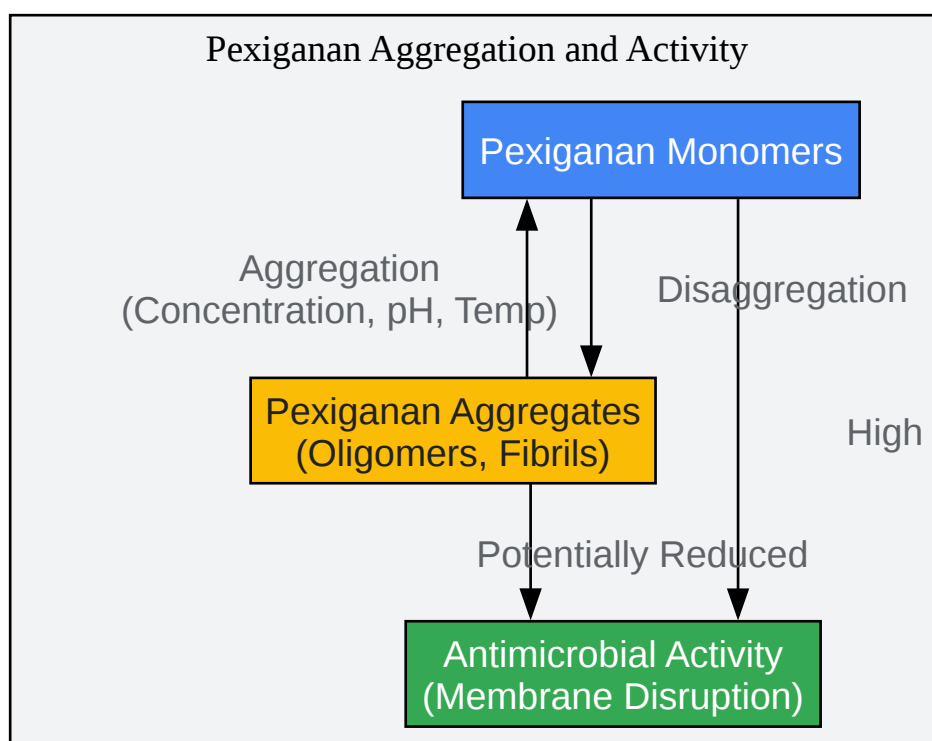 Pexiganan Aggregation and Activity
Pexiganan Monomers
Aggregation
(Concentration, pH, Temp)
Disaggregation
Pexiganan Aggregates
(Oligomers, Fibrils)
High
Potentially Reduced
Antimicrobial Activity
(Membrane Disruption)